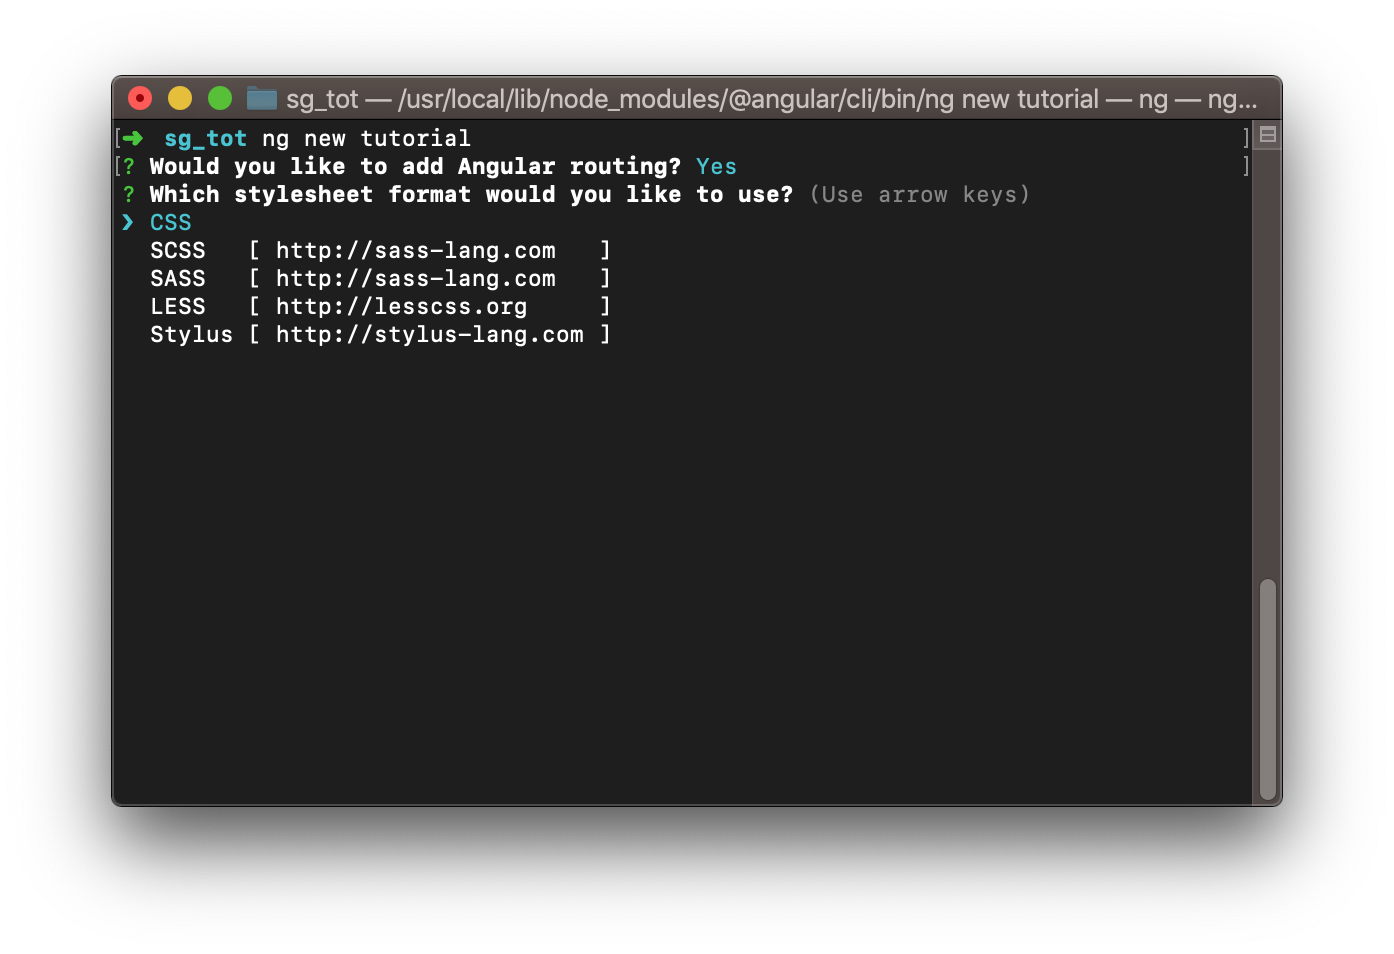 sg_tot — /usr/local/lib/node_modules/@angular/cli/bin/ng new tutorial — ng — ng...
[➜  sg_tot ng new tutorial ]
[? Would you like to add Angular routing? Yes ]
? Which stylesheet format would you like to use? (Use arrow keys)
❯ CSS
  SCSS   [ http://sass-lang.com   ]
  SASS   [ http://sass-lang.com   ]
  LESS   [ http://lesscss.org     ]
  Stylus [ http://stylus-lang.com ]